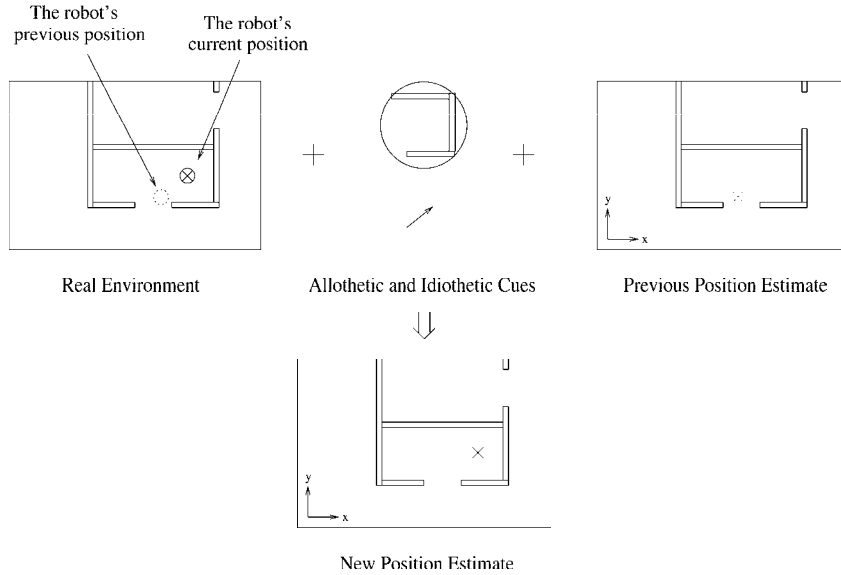 The robot's
previous position
The robot's
current position
y
x
Real Environment
Allothetic and Idiothetic Cues
Previous Position Estimate
y
x
New Position Estimate